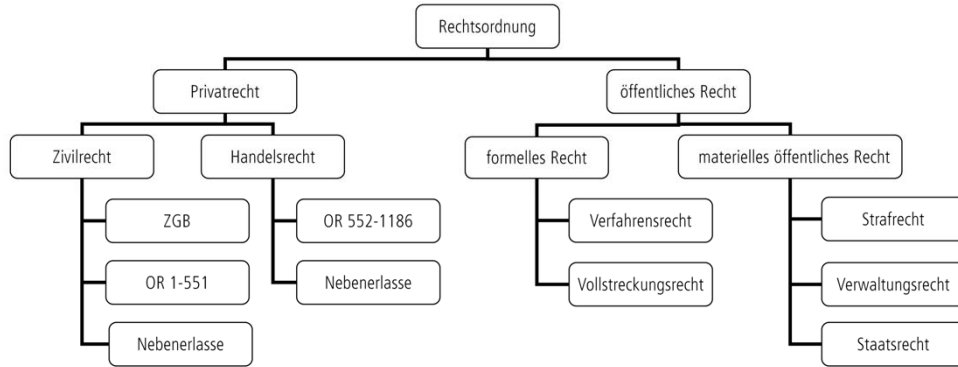 Rechtsordnung
Privatrecht
öffentliches Recht
Zivilrecht
Handelsrecht
formelles Recht
materielles öffentliches Recht
ZGB
OR 552-1186
Verfahrensrecht
Strafrecht
OR 1-551
Nebenerlasse
Vollstreckungsrecht
Verwaltungsrecht
Nebenerlasse
Staatsrecht